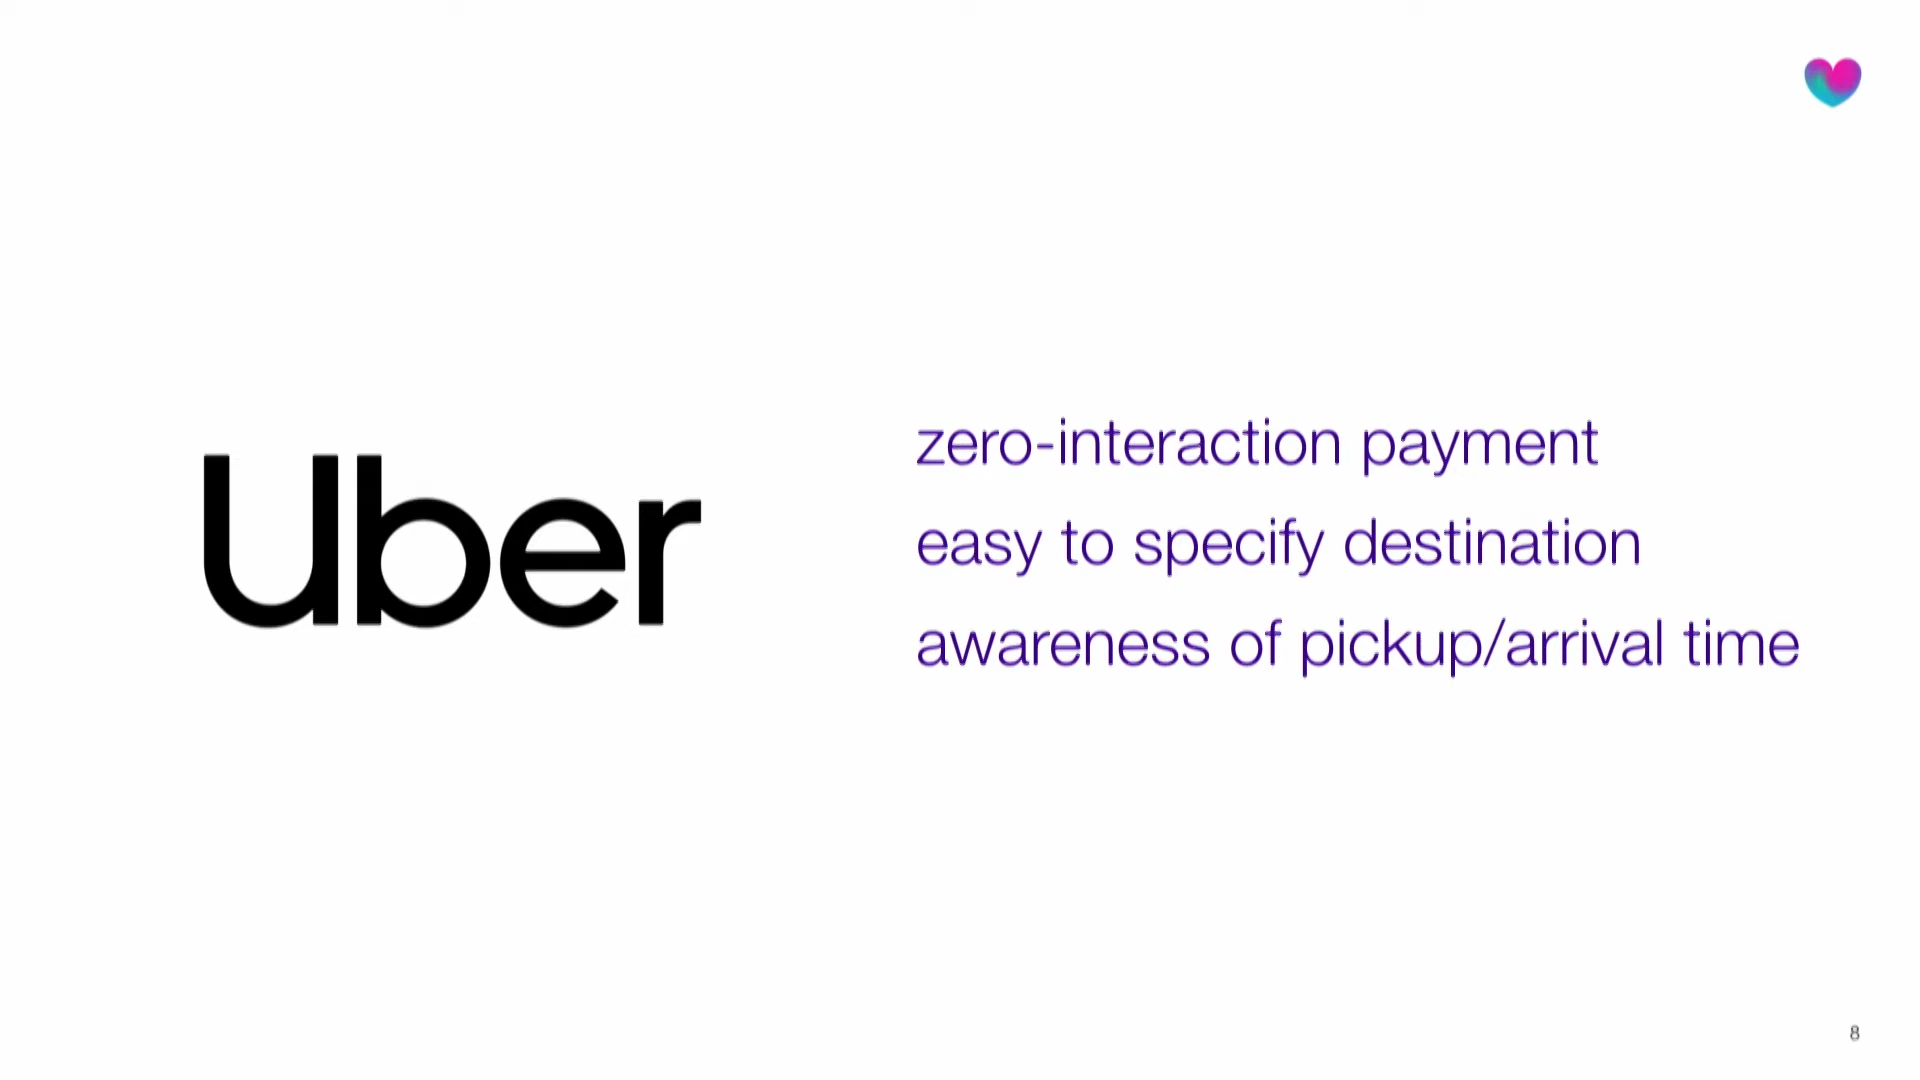 Uber
zero-interaction payment
easy to specify destination
awareness of pickup/arrival time
8